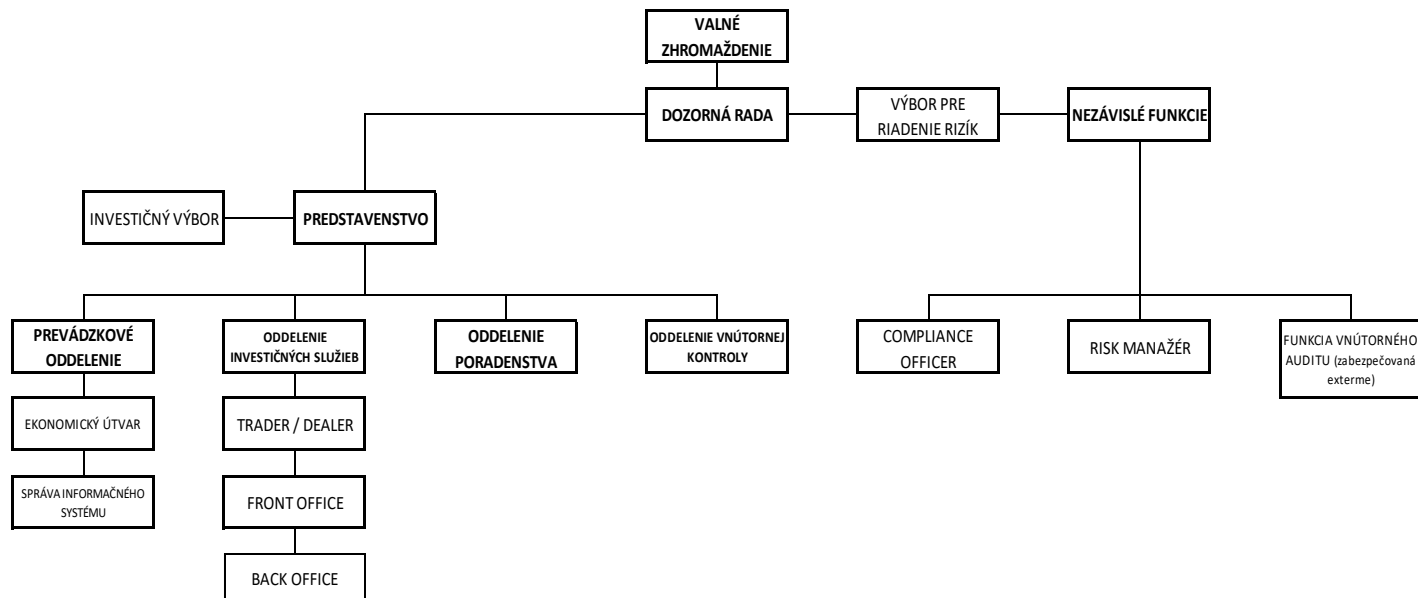 VALNÉ
ZHROMAŽDENIE
DOZORNÁ RADA
VÝBOR PRE
RIADENIE RIZÍK
NEZÁVISLÉ FUNKCIE
INVESTIČNÝ VÝBOR
PREDSTAVENSTVO
PREVÁDZKOVÉ
ODDELENIE
ODDELENIE
INVESTIČNÝCH SLUŽIEB
ODDELENIE
PORADENSTVA
ODDELENIE VNÚTORNEJ
KONTROLY
COMPLIANCE
OFFICER
RISK MANAŽÉR
FUNKCIA VNÚTORNÉHO
AUDITU (zabezpečovaná
exterme)
EKONOMICKÝ ÚTVAR
TRADER / DEALER
SPRÁVA INFORMAČNÉHO
SYSTÉMU
FRONT OFFICE
BACK OFFICE